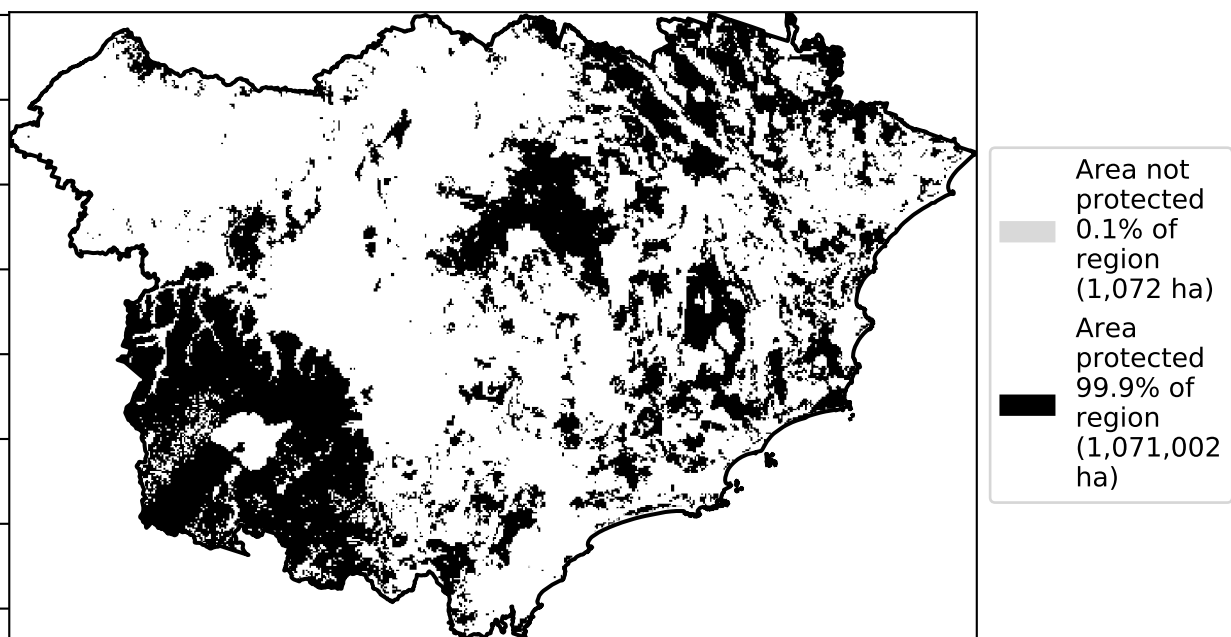 Area not
protected
0.1% of
region
(1,072 ha)
Area
protected
99.9% of
region
(1,071,002
ha)